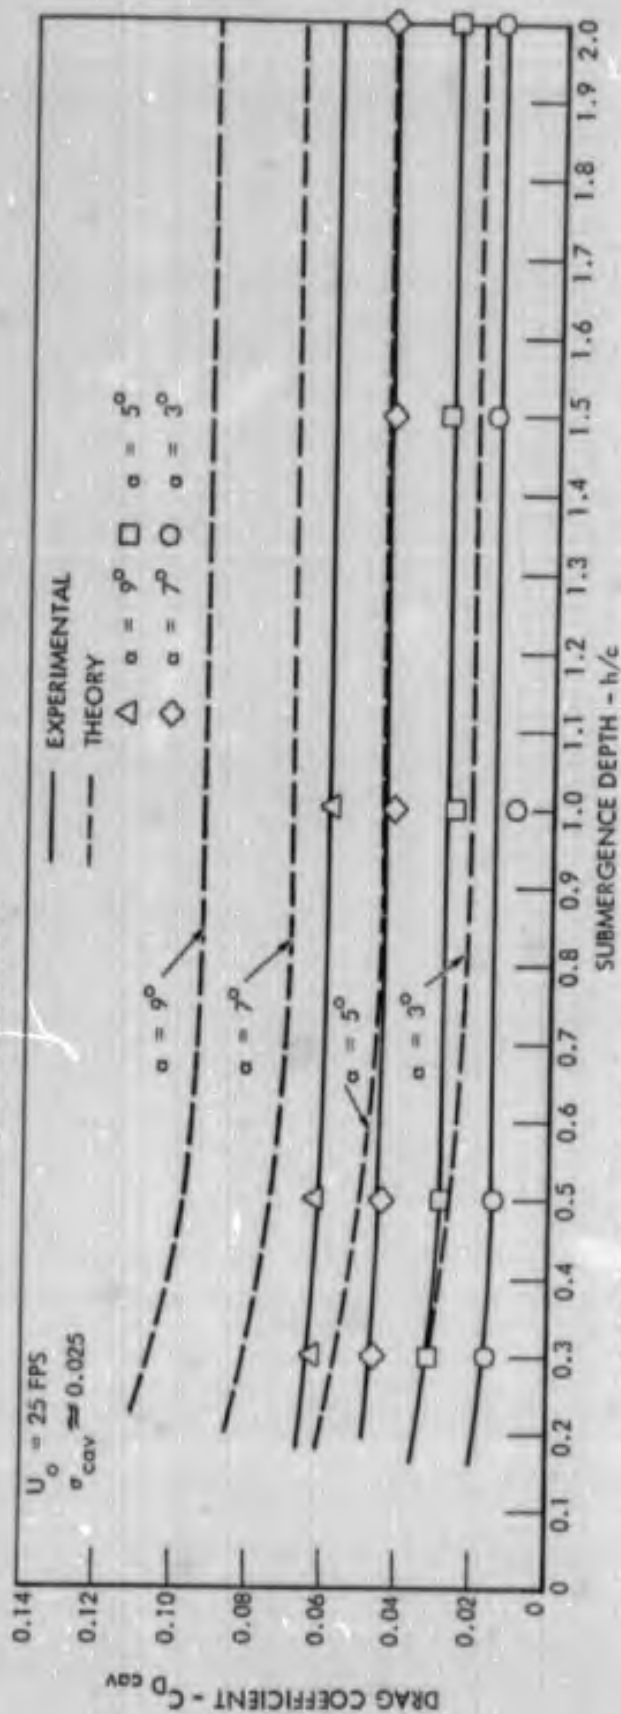 U_o = 25 FPS
σ_cav ≈ 0.025
EXPERIMENTAL
THEORY
△ α = 9° □ α = 5°
◇ α = 7° ○ α = 3°
α = 9°
α = 7°
α = 5°
α = 3°
DRAG COEFFICIENT - C_D cav
0.14
0.12
0.10
0.08
0.06
0.04
0.02
0
0 0.1 0.2 0.3 0.4 0.5 0.6 0.7 0.8 0.9 1.0 1.1 1.2 1.3 1.4 1.5 1.6 1.7 1.8 1.9 2.0
SUBMERGENCE DEPTH - h/c